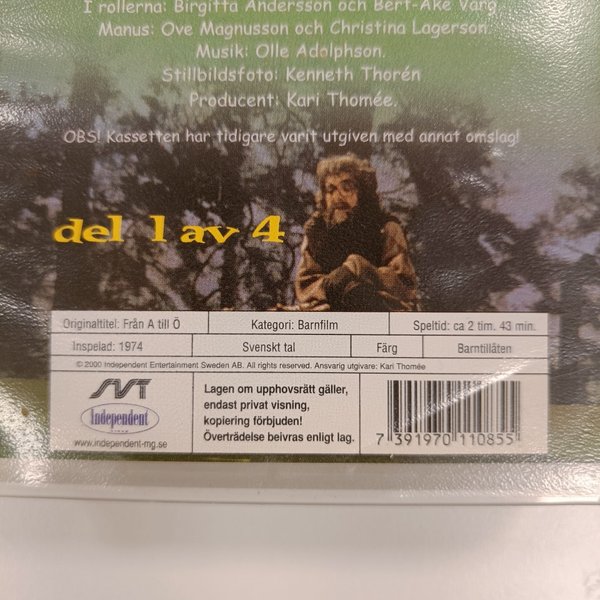 I rollerna: Birgitta Andersson och Bert-Åke Varg
Manus: Ove Magnusson och Christina Lagerson.
Musik: Olle Adolphson.
Stillbildsfoto: Kenneth Thorén
Producent: Kari Thomée.
OBS! Kassetten har tidigare varit utgiven med annat omslag!
del 1 av 4
Originaltitel: Från A till Ö
Kategori: Barnfilm
Speltid: ca 2 tim. 43 min.
Inspelad: 1974
Svenskt tal
Färg
Barntillåten
© 2000 Independent Entertainment Sweden AB. All rights reserved. Ansvarig utgivare: Kari Thomée
SVT
Independent
www.independent-mg.se
Lagen om upphovsrätt gäller,
endast privat visning,
kopiering förbjuden!
Överträdelse beivras enligt lag.
7 391970 110855